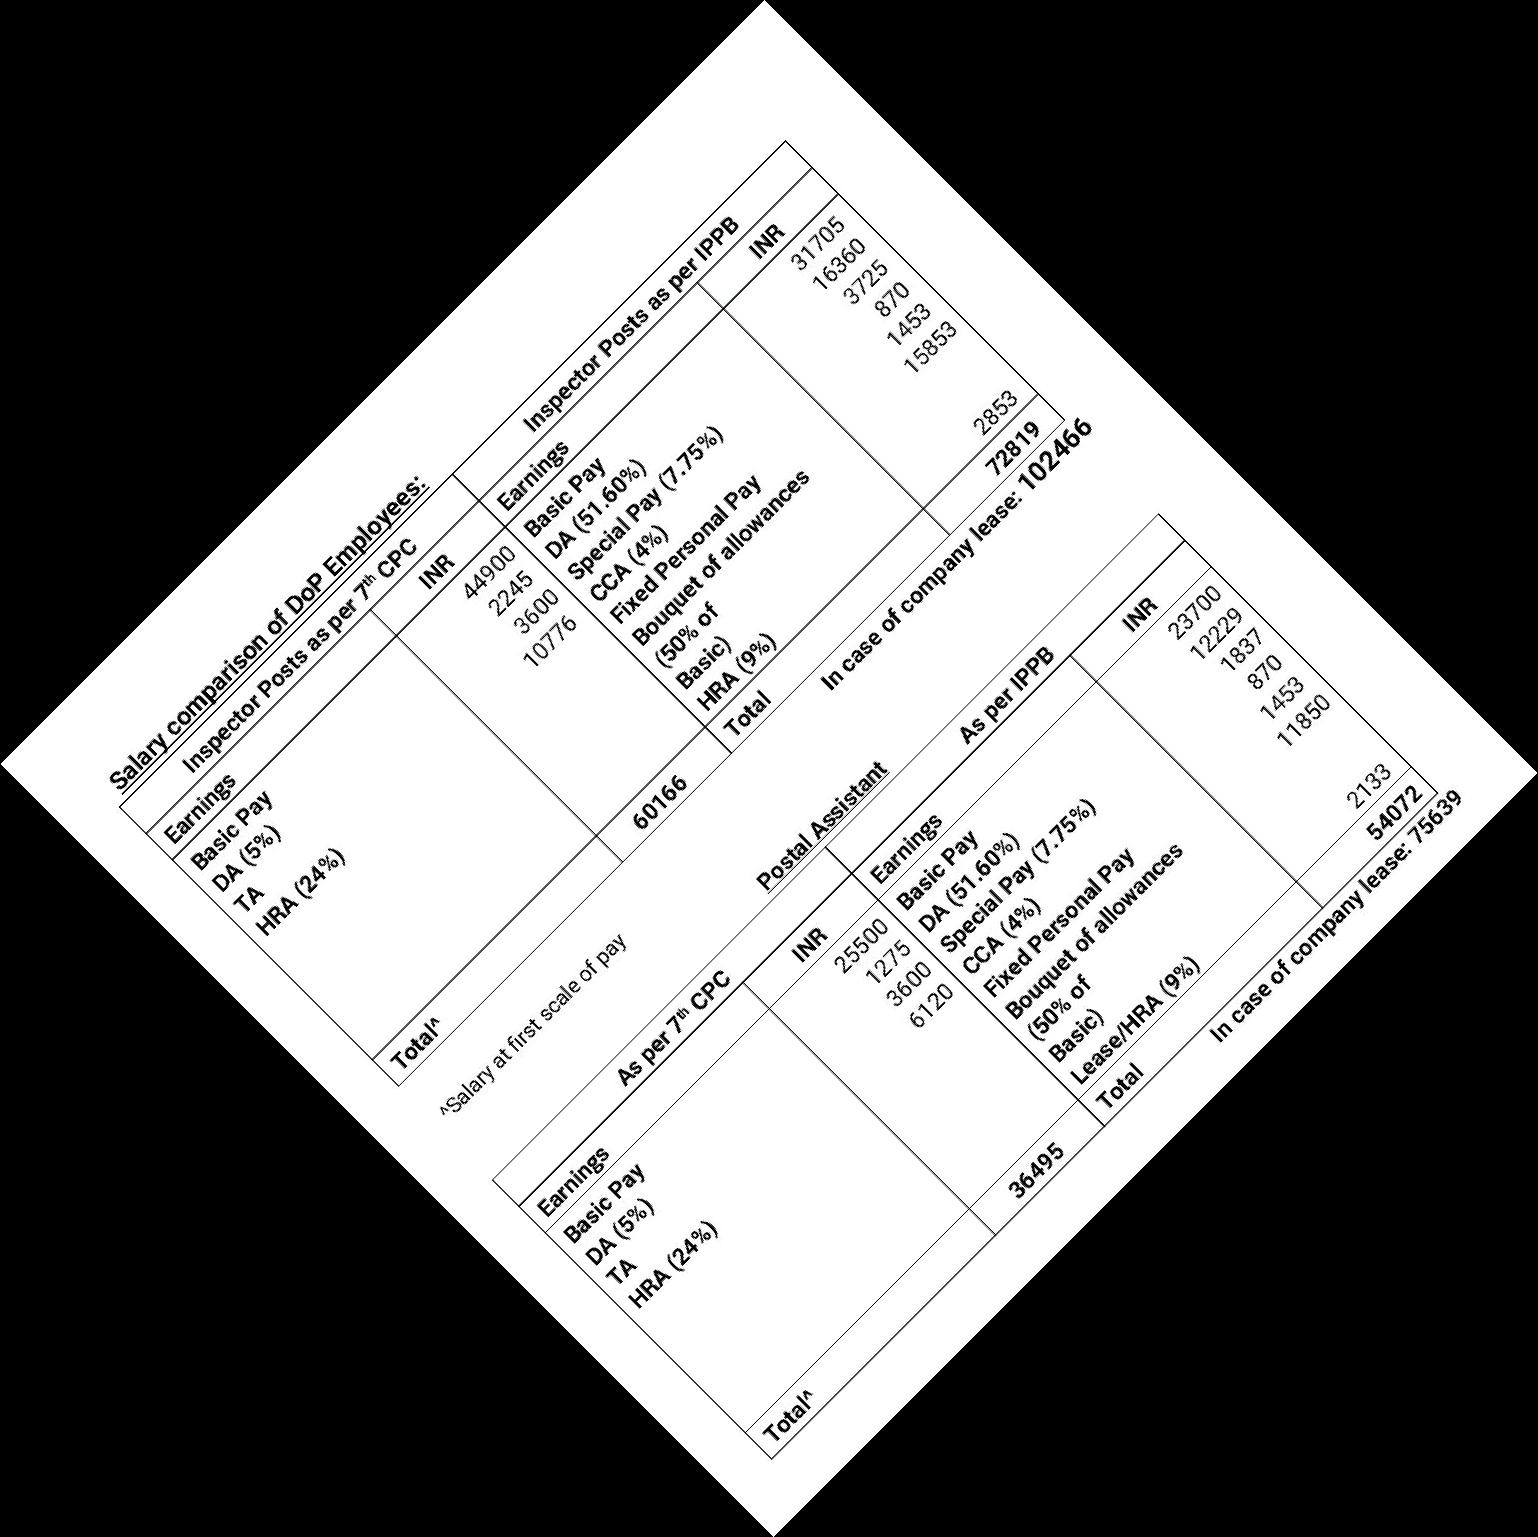 Salary comparison of DoP Employees:
Inspector Posts as per 7th CPC Inspector Posts as per IPPB
Earnings INR Earnings INR
Basic Pay 44900 Basic Pay 31705
DA (5%) 2245 DA (51.60%) 16360
TA 3600 Special Pay (7.75%) 3725
HRA (24%) 10776 CCA (4%) 870
Fixed Personal Pay 1453
Bouquet of allowances 15853
(50% of
Basic)
HRA (9%) 2853
Total^ 60166 Total 72819
In case of company lease: 102466
^Salary at first scale of pay
Postal Assistant
As per 7th CPC As per IPPB
Earnings INR Earnings INR
Basic Pay 25500 Basic Pay 23700
DA (5%) 1275 DA (51.60%) 12229
TA 3600 Special Pay (7.75%) 1837
HRA (24%) 6120 CCA (4%) 870
Fixed Personal Pay 1453
Bouquet of allowances 11850
(50% of
Basic)
Lease/HRA (9%) 2133
Total^ 36495 Total 54072
In case of company lease: 75639